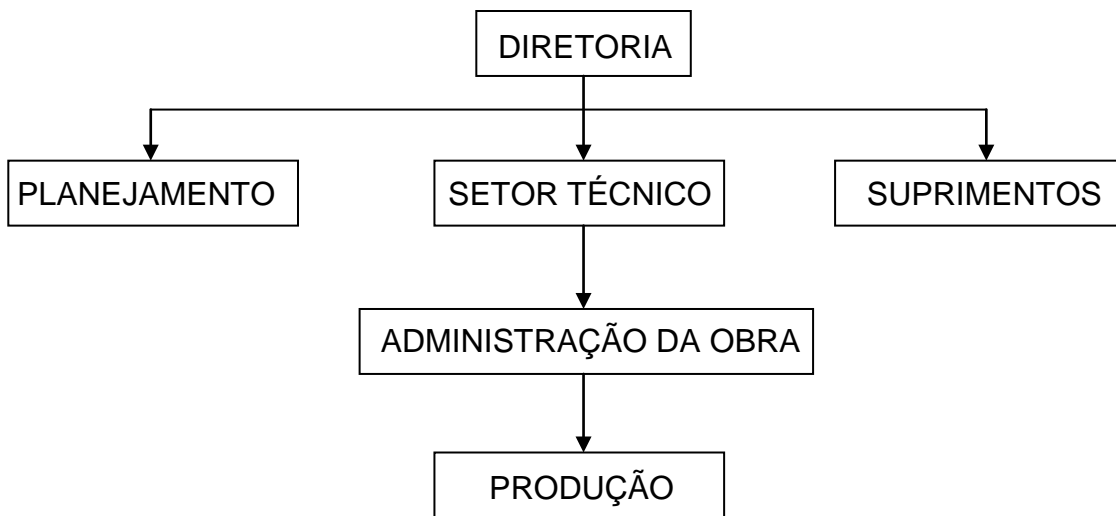 DIRETORIA
PLANEJAMENTO
SETOR TÉCNICO
SUPRIMENTOS
ADMINISTRAÇÃO DA OBRA
PRODUÇÃO